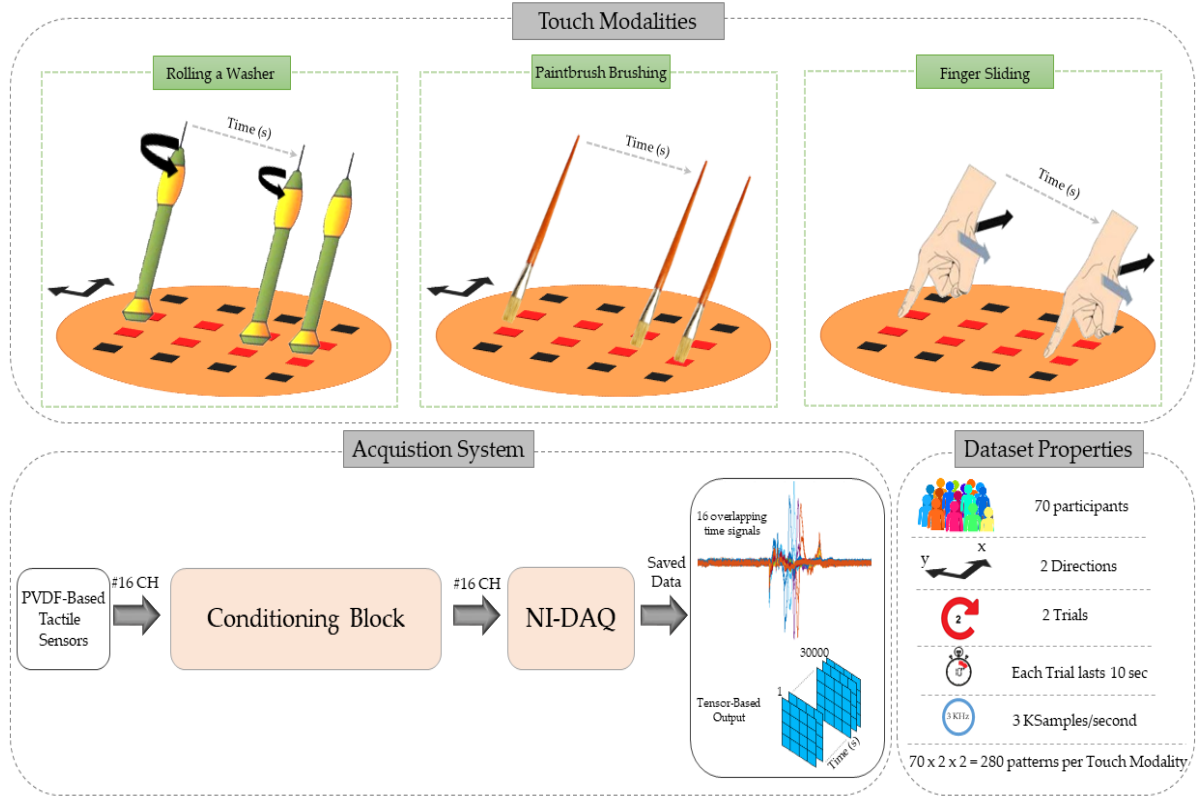 Touch Modalities
Rolling a Washer
Time (s)
Paintbrush Brushing
Time (s)
Finger Sliding
Time (s)
Acquistion System
PVDF-Based
Tactile
Sensors
#16 CH
Conditioning Block
#16 CH
NI-DAQ
Saved
Data
16 overlapping
time signals
30000
1
Tensor-Based
Output
Time (s)
Dataset Properties
70 participants
y
x
2 Directions
2
2 Trials
Each Trial lasts 10 sec
3 KHz
3 KSamples/second
70 x 2 x 2 = 280 patterns per Touch Modality